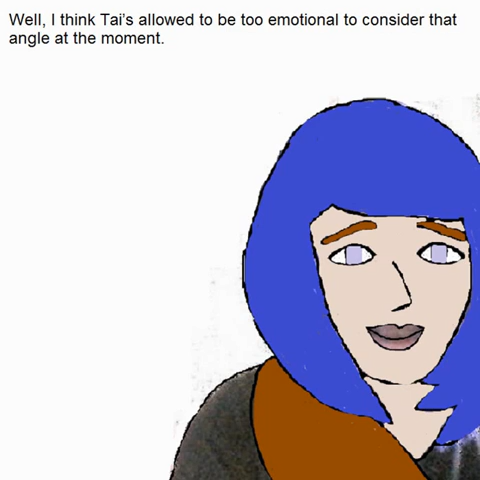 Well, I think Tai's allowed to be too emotional to consider that
angle at the moment.